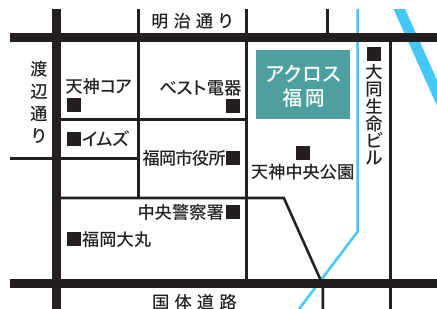 明治通り
渡辺通り
天神コア
ベスト電器
アクロス
福岡
大同生命ビル
イムズ
福岡市役所
天神中央公園
中央警察署
福岡大丸
国体道路